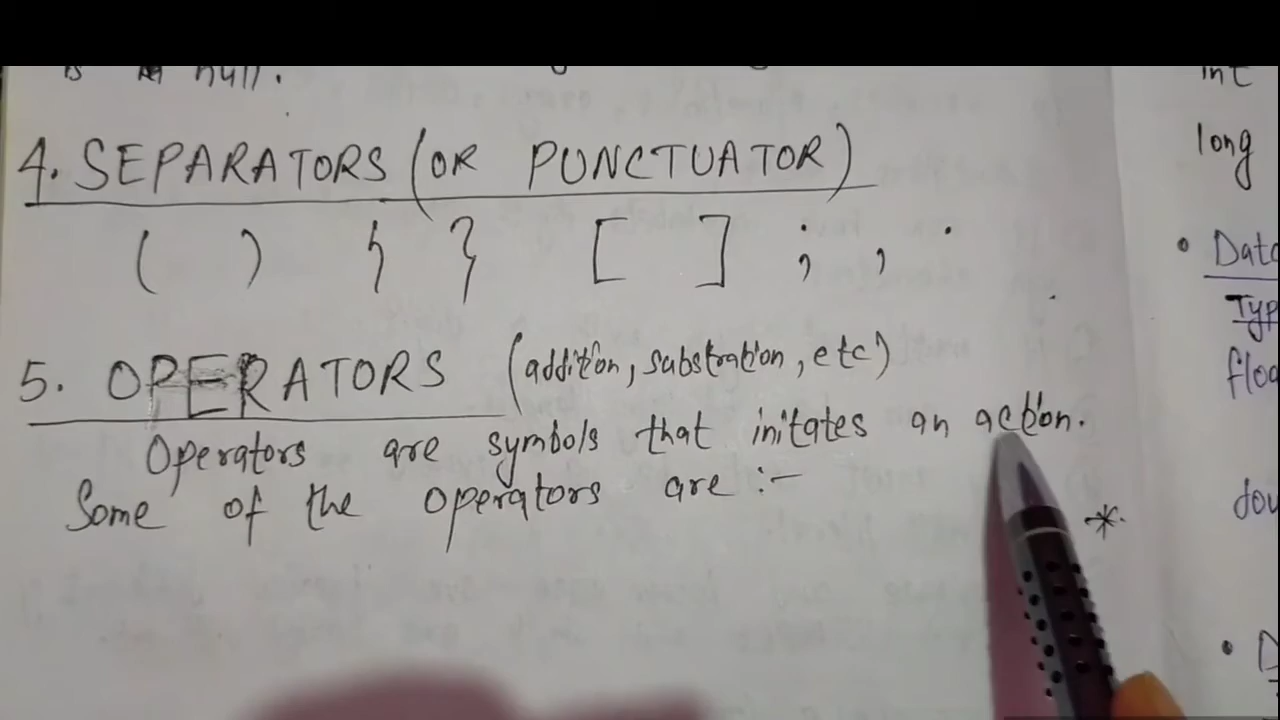 is null.
4. SEPARATORS (OR PUNCTUATOR)
( ) { } [ ] ; , .
5. OPERATORS (addition, substration, etc)
Operators are symbols that initates an action.
Some of the operators are :-
*
int
long
• Data
Typ
floa
dou
• D